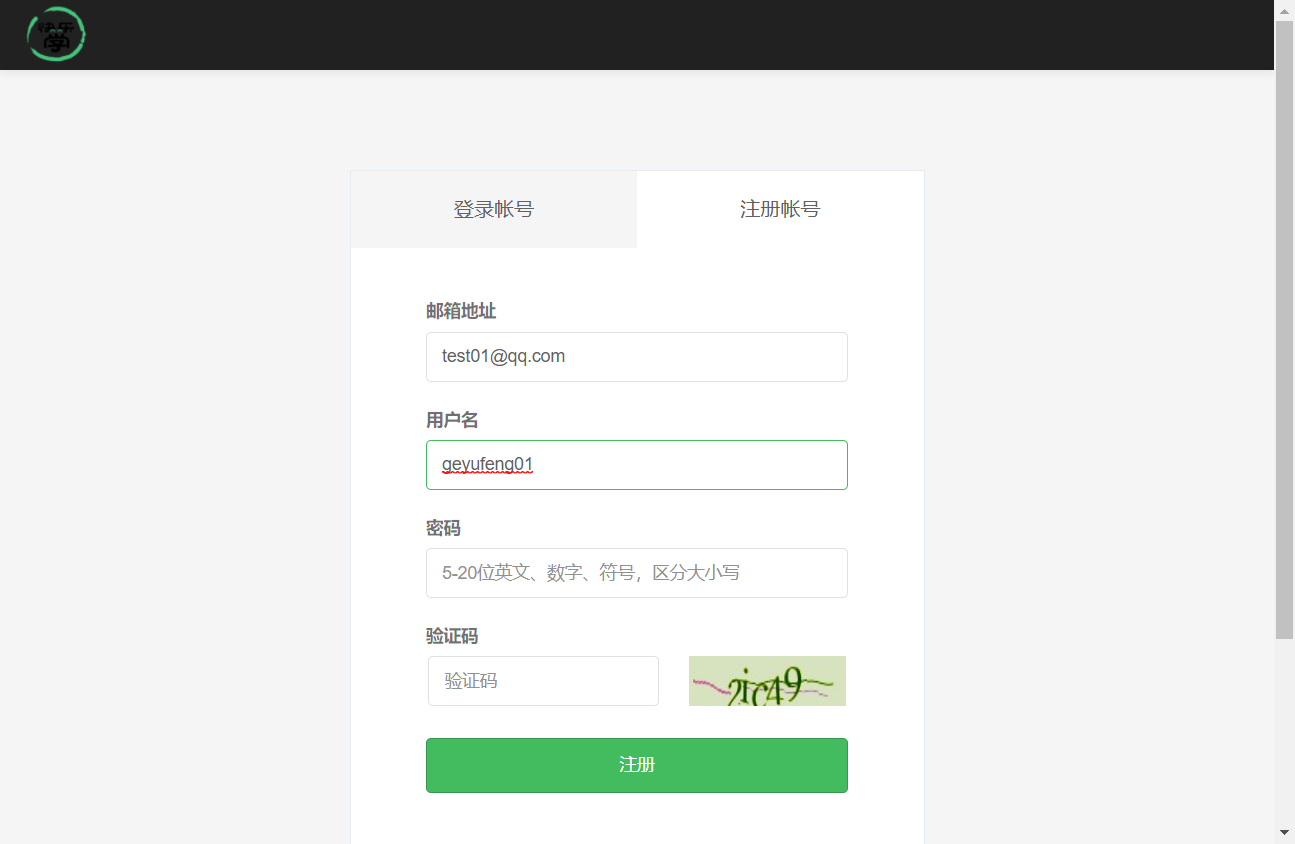 快乐
學
登录帐号
注册帐号
邮箱地址
test01@qq.com
用户名
geyufeng01
密码
5-20位英文、数字、符号，区分大小写
验证码
验证码
2ic49
注册